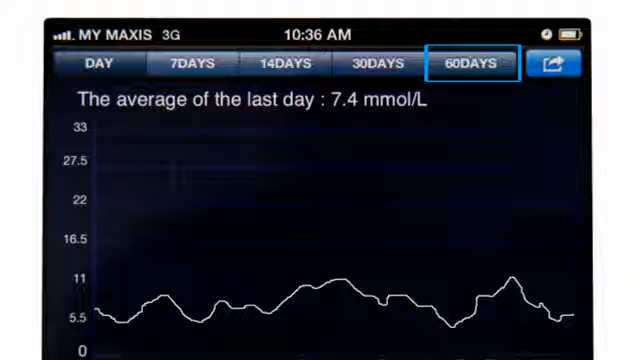 MY MAXIS 3G 10:36 AM
DAY 7DAYS 14DAYS 30DAYS 60DAYS
The average of the last day : 7.4 mmol/L
33
27.5
22
16.5
11
5.5
0